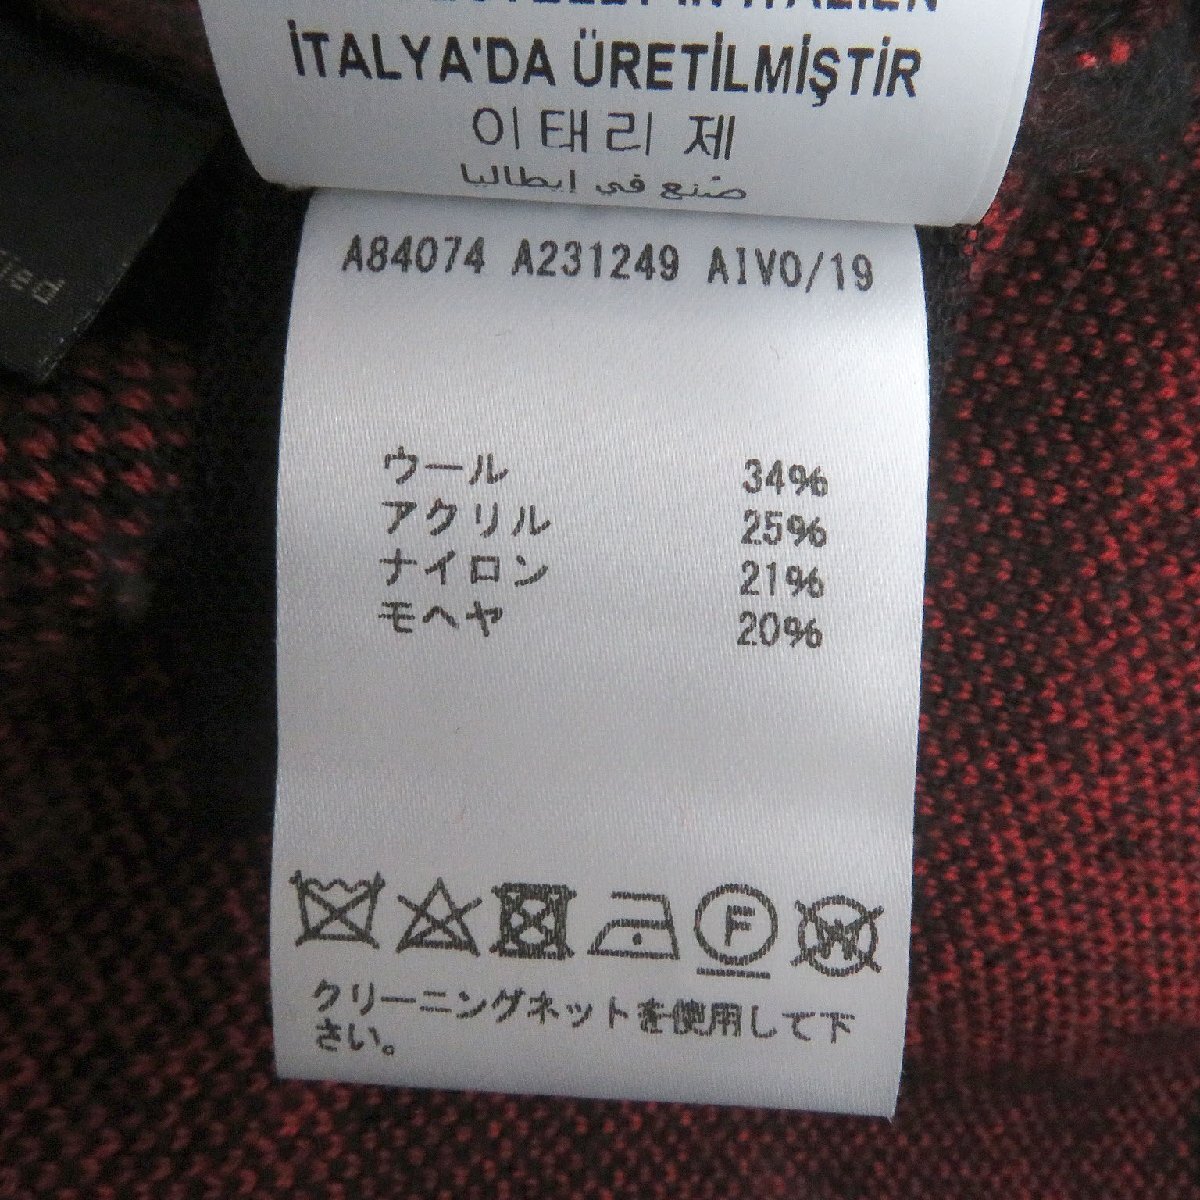 İTALYA'DA ÜRETİLMİŞTİR
이태리 제
صنع في ايطاليا
A84074 A231249 AIVO/19
ウール 34%
アクリル 25%
ナイロン 21%
モヘヤ 20%
F
W
クリーニングネットを使用して下
さい。